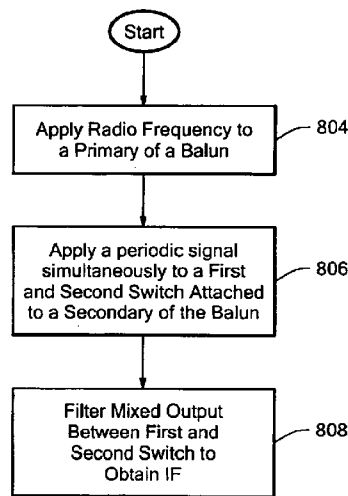 Start
Apply Radio Frequency to
a Primary of a Balun
804
Apply a periodic signal
simultaneously to a First
and Second Switch Attached
to a Secondary of the Balun
806
Filter Mixed Output
Between First and
Second Switch to
Obtain IF
808